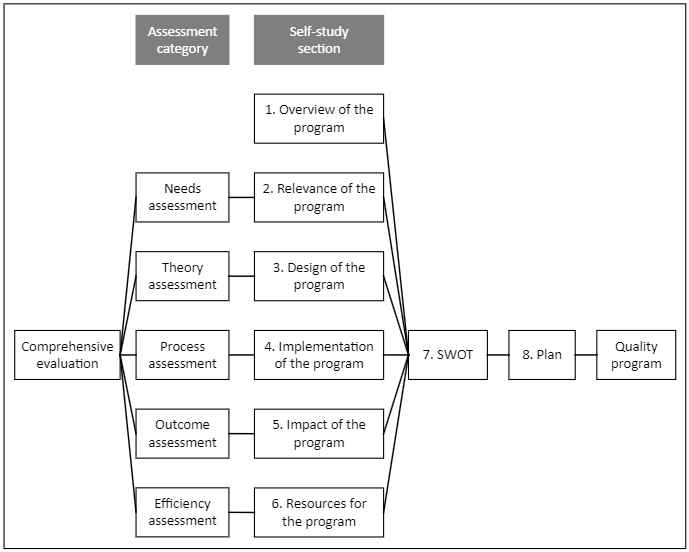 Assessment
category
Self-study
section
1. Overview of the
program
Needs
assessment
2. Relevance of the
program
Theory
assessment
3. Design of the
program
Comprehensive
evaluation
Process
assessment
4. Implementation
of the program
7. SWOT
8. Plan
Quality
program
Outcome
assessment
5. Impact of the
program
Efficiency
assessment
6. Resources for
the program